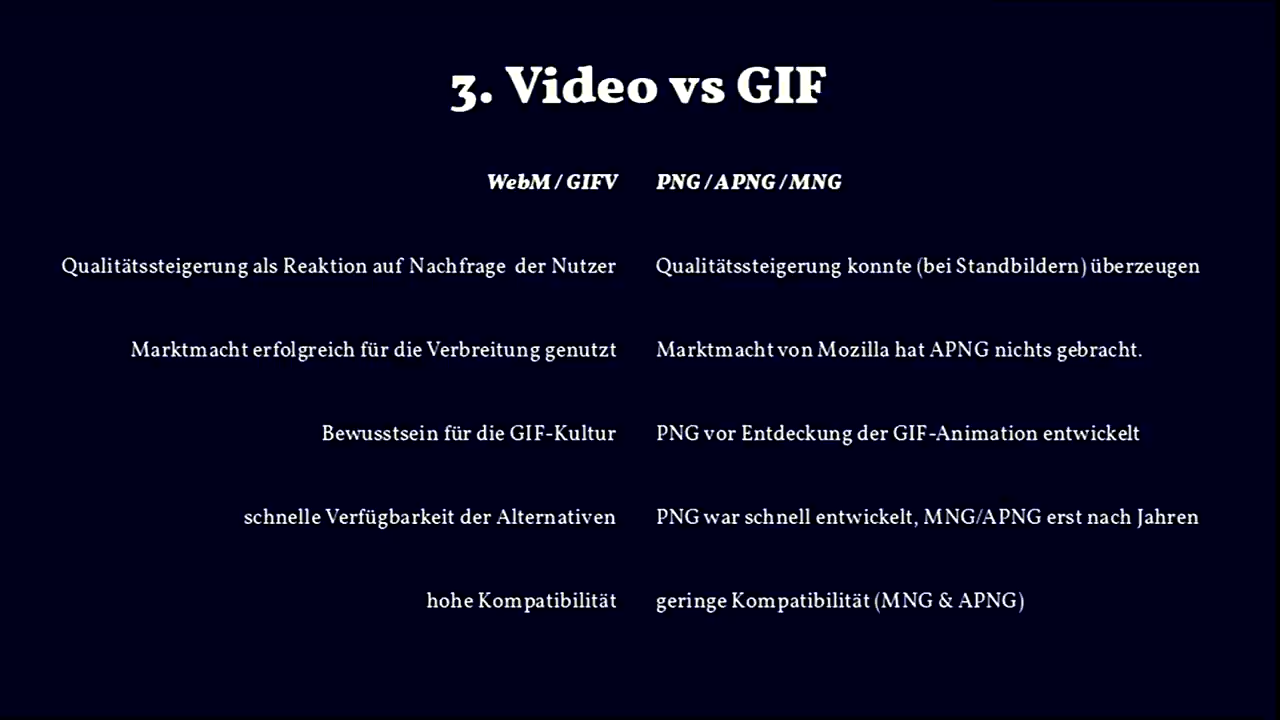 3. Video vs GIF
WebM / GIFV PNG / APNG / MNG
Qualitätssteigerung als Reaktion auf Nachfrage der Nutzer Qualitätssteigerung konnte (bei Standbildern) überzeugen
Marktmacht erfolgreich für die Verbreitung genutzt Marktmacht von Mozilla hat APNG nichts gebracht.
Bewusstsein für die GIF-Kultur PNG vor Entdeckung der GIF-Animation entwickelt
schnelle Verfügbarkeit der Alternativen PNG war schnell entwickelt, MNG/APNG erst nach Jahren
hohe Kompatibilität geringe Kompatibilität (MNG & APNG)